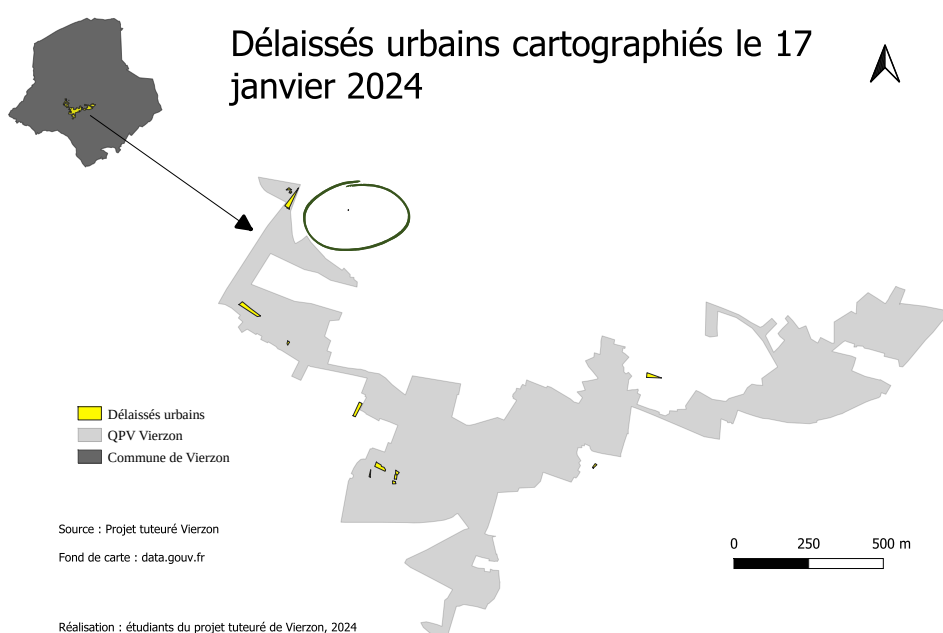 Délaissés urbains cartographiés le 17
janvier 2024
Délaissés urbains
QPV Vierzon
Commune de Vierzon
Source : Projet tuteuré Vierzon
Fond de carte : data.gouv.fr
0 250 500 m
Réalisation : étudiants du projet tuteuré de Vierzon, 2024